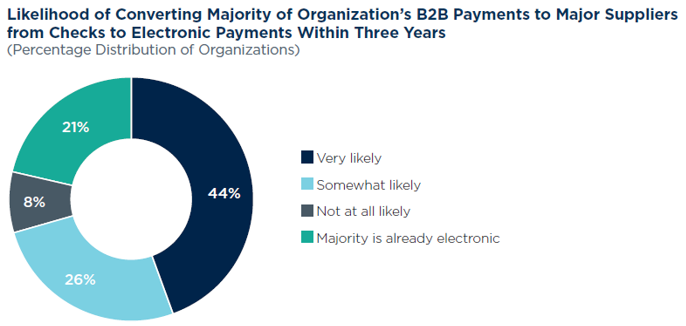 Likelihood of Converting Majority of Organization’s B2B Payments to Major Suppliers
from Checks to Electronic Payments Within Three Years
(Percentage Distribution of Organizations)
21%
44%
8%
26%
Very likely
Somewhat likely
Not at all likely
Majority is already electronic